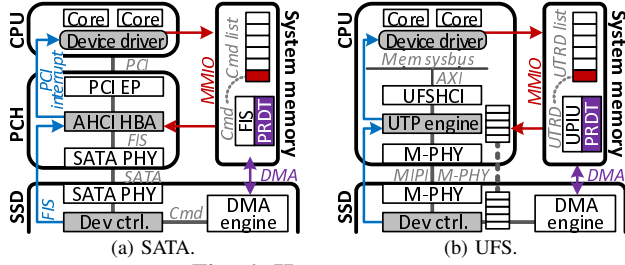 CPU
Core Core
Device driver
PCI
PCI interrupt
MMIO
Cmd list
Cmd
FIS
PRDT
System memory
PCH
PCI EP
AHCI HBA
FIS
SATA PHY
SATA
DMA
SSD
SATA PHY
FIS
Dev ctrl.
Cmd
DMA engine
(a) SATA.
CPU
Core Core
Device driver
Mem sysbus
AXI
MMIO
UTRD list
UTRD
UPIU
PRDT
System memory
UFSHCI
UTP engine
M-PHY
MIPI M-PHY
DMA
SSD
M-PHY
Dev ctrl.
DMA engine
(b) UFS.